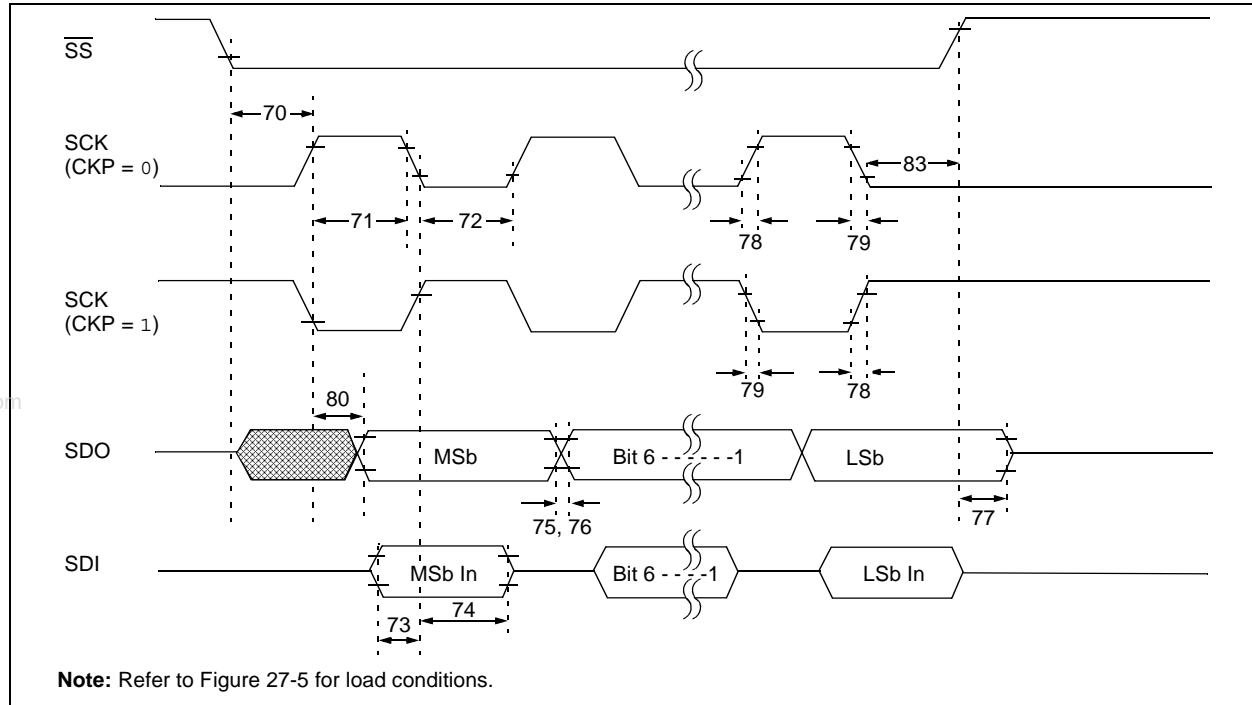 SS
70
SCK
(CKP = 0)
83
71
72
78
79
SCK
(CKP = 1)
79
78
80
om
SDO
MSb
Bit 6 - - - - - - -1
LSb
75, 76
77
SDI
MSb In
Bit 6 - - - - -1
LSb In
74
73
Note: Refer to Figure 27-5 for load conditions.